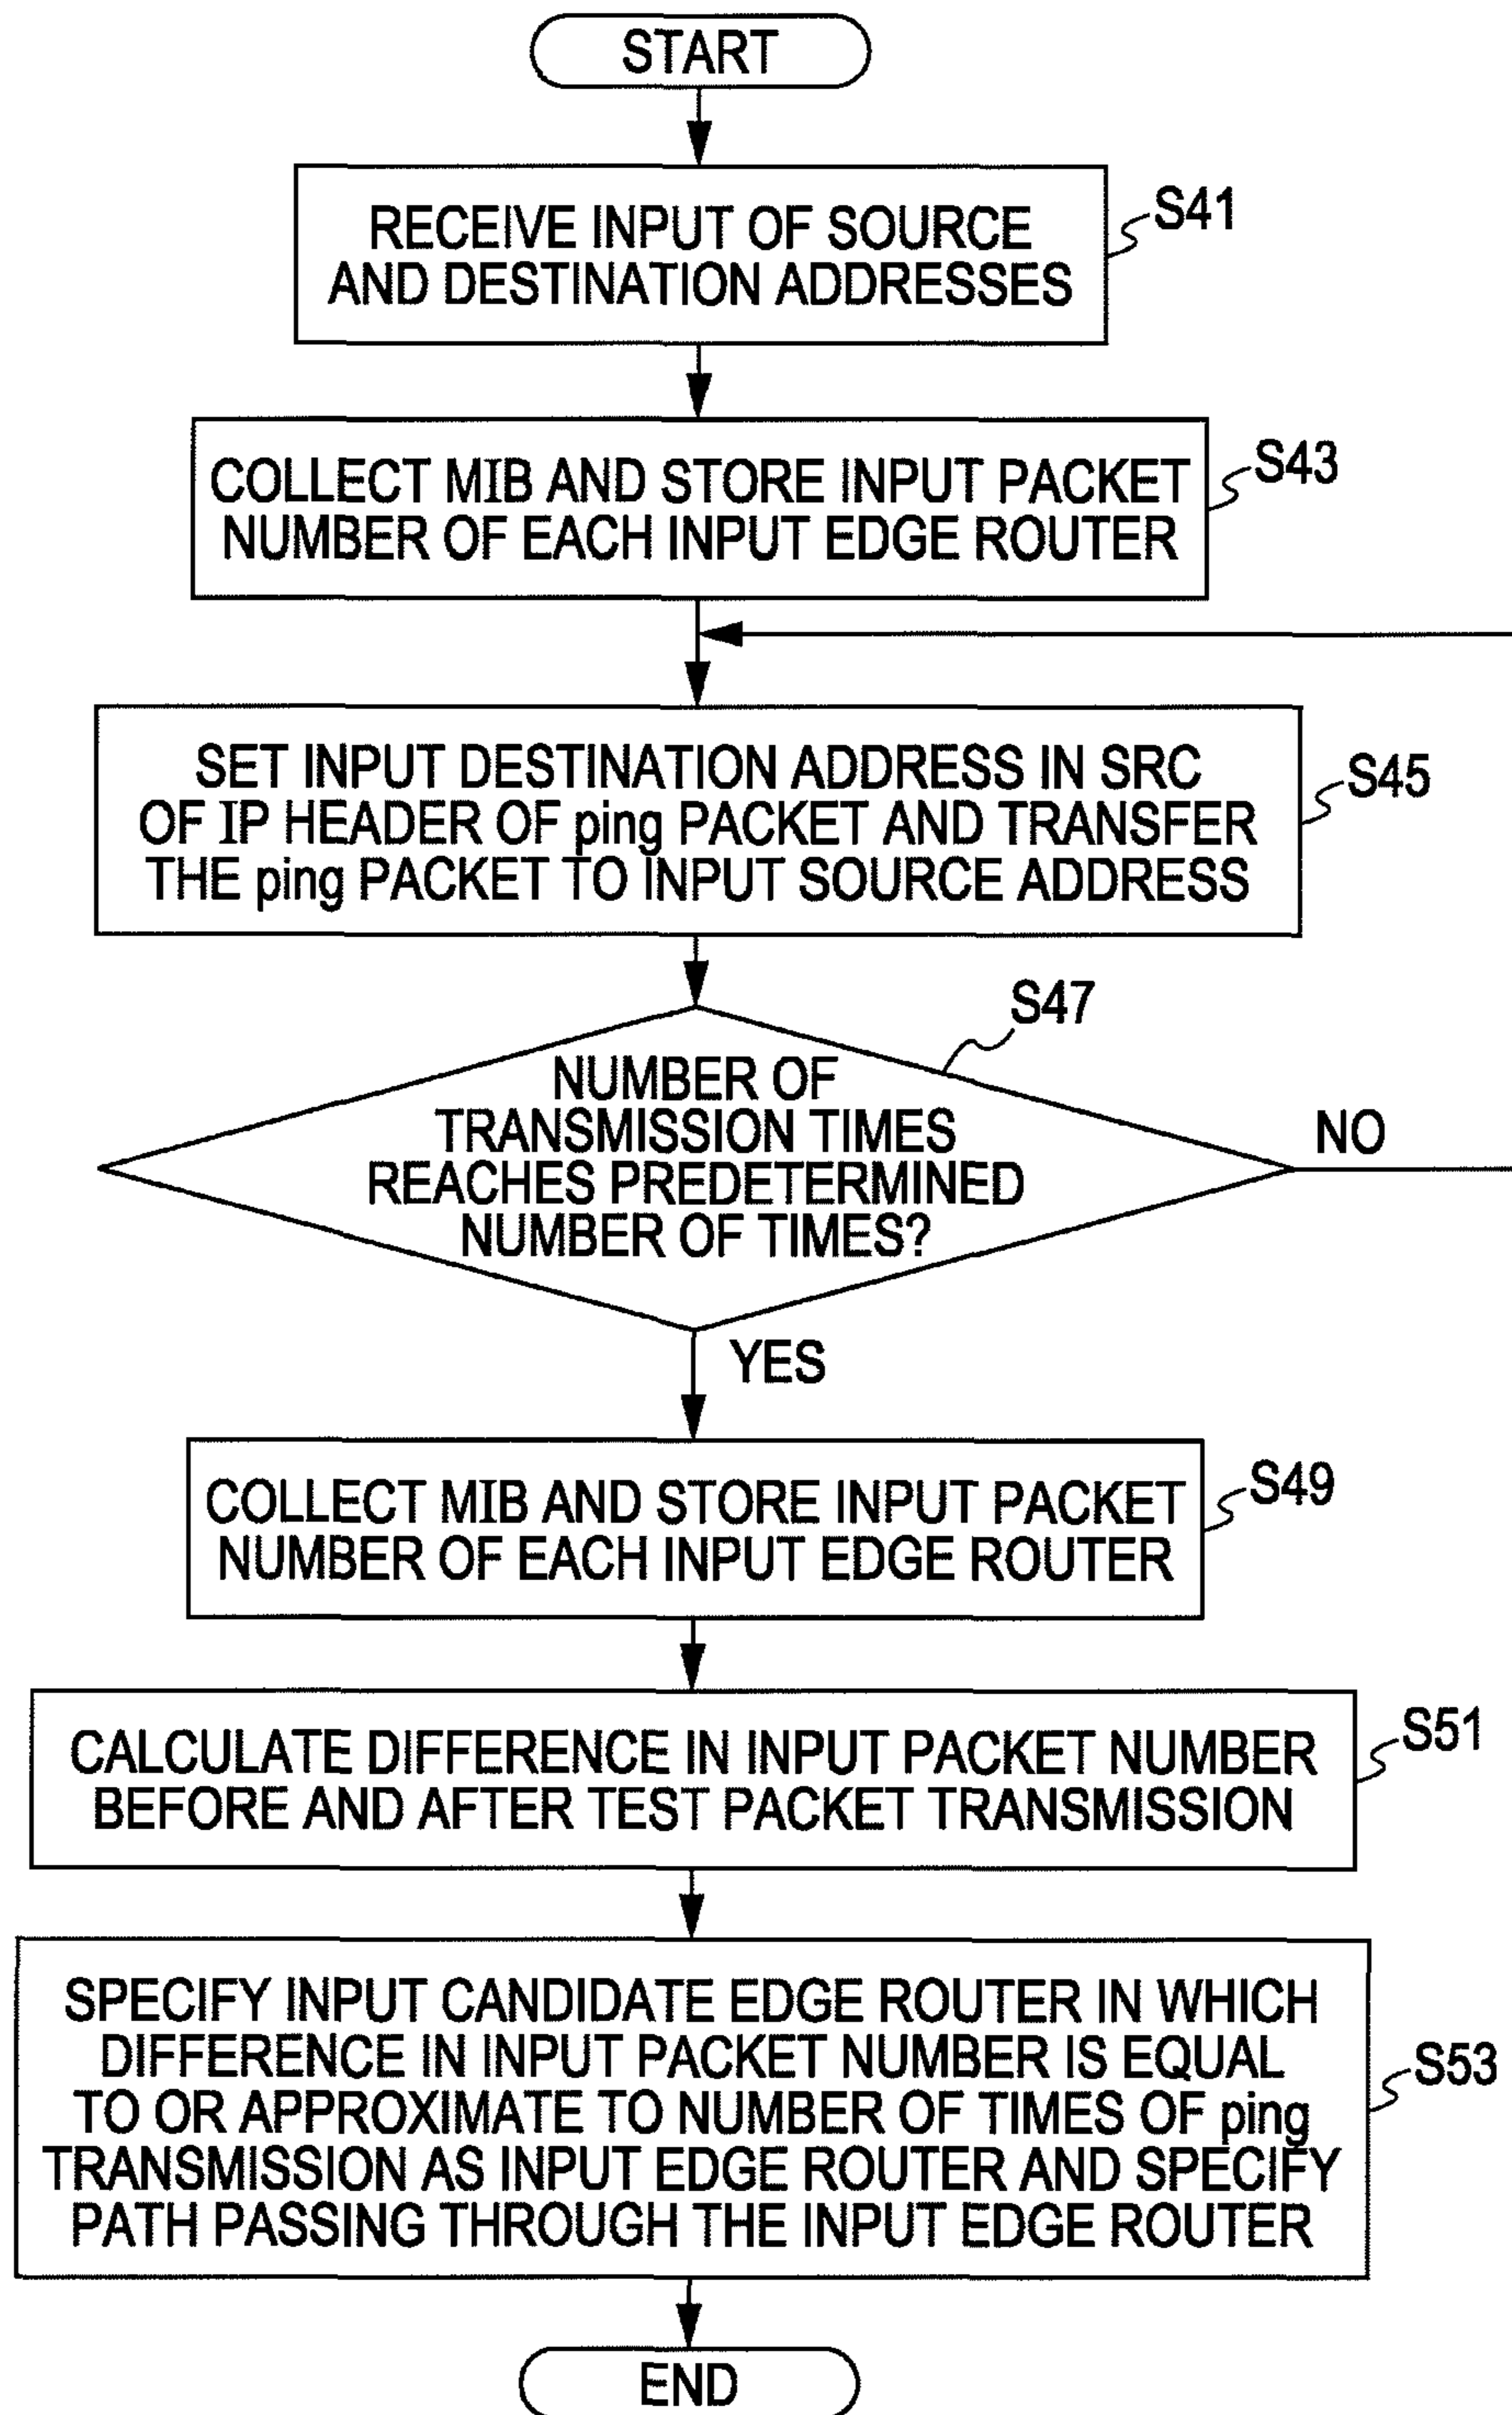 START
RECEIVE INPUT OF SOURCE
AND DESTINATION ADDRESSES
S41
COLLECT MIB AND STORE INPUT PACKET
NUMBER OF EACH INPUT EDGE ROUTER
S43
SET INPUT DESTINATION ADDRESS IN SRC
OF IP HEADER OF ping PACKET AND TRANSFER
THE ping PACKET TO INPUT SOURCE ADDRESS
S45
S47
NUMBER OF
TRANSMISSION TIMES
REACHES PREDETERMINED
NUMBER OF TIMES?
NO
YES
COLLECT MIB AND STORE INPUT PACKET
NUMBER OF EACH INPUT EDGE ROUTER
S49
CALCULATE DIFFERENCE IN INPUT PACKET NUMBER
BEFORE AND AFTER TEST PACKET TRANSMISSION
S51
SPECIFY INPUT CANDIDATE EDGE ROUTER IN WHICH
DIFFERENCE IN INPUT PACKET NUMBER IS EQUAL
TO OR APPROXIMATE TO NUMBER OF TIMES OF ping
TRANSMISSION AS INPUT EDGE ROUTER AND SPECIFY
PATH PASSING THROUGH THE INPUT EDGE ROUTER
S53
END